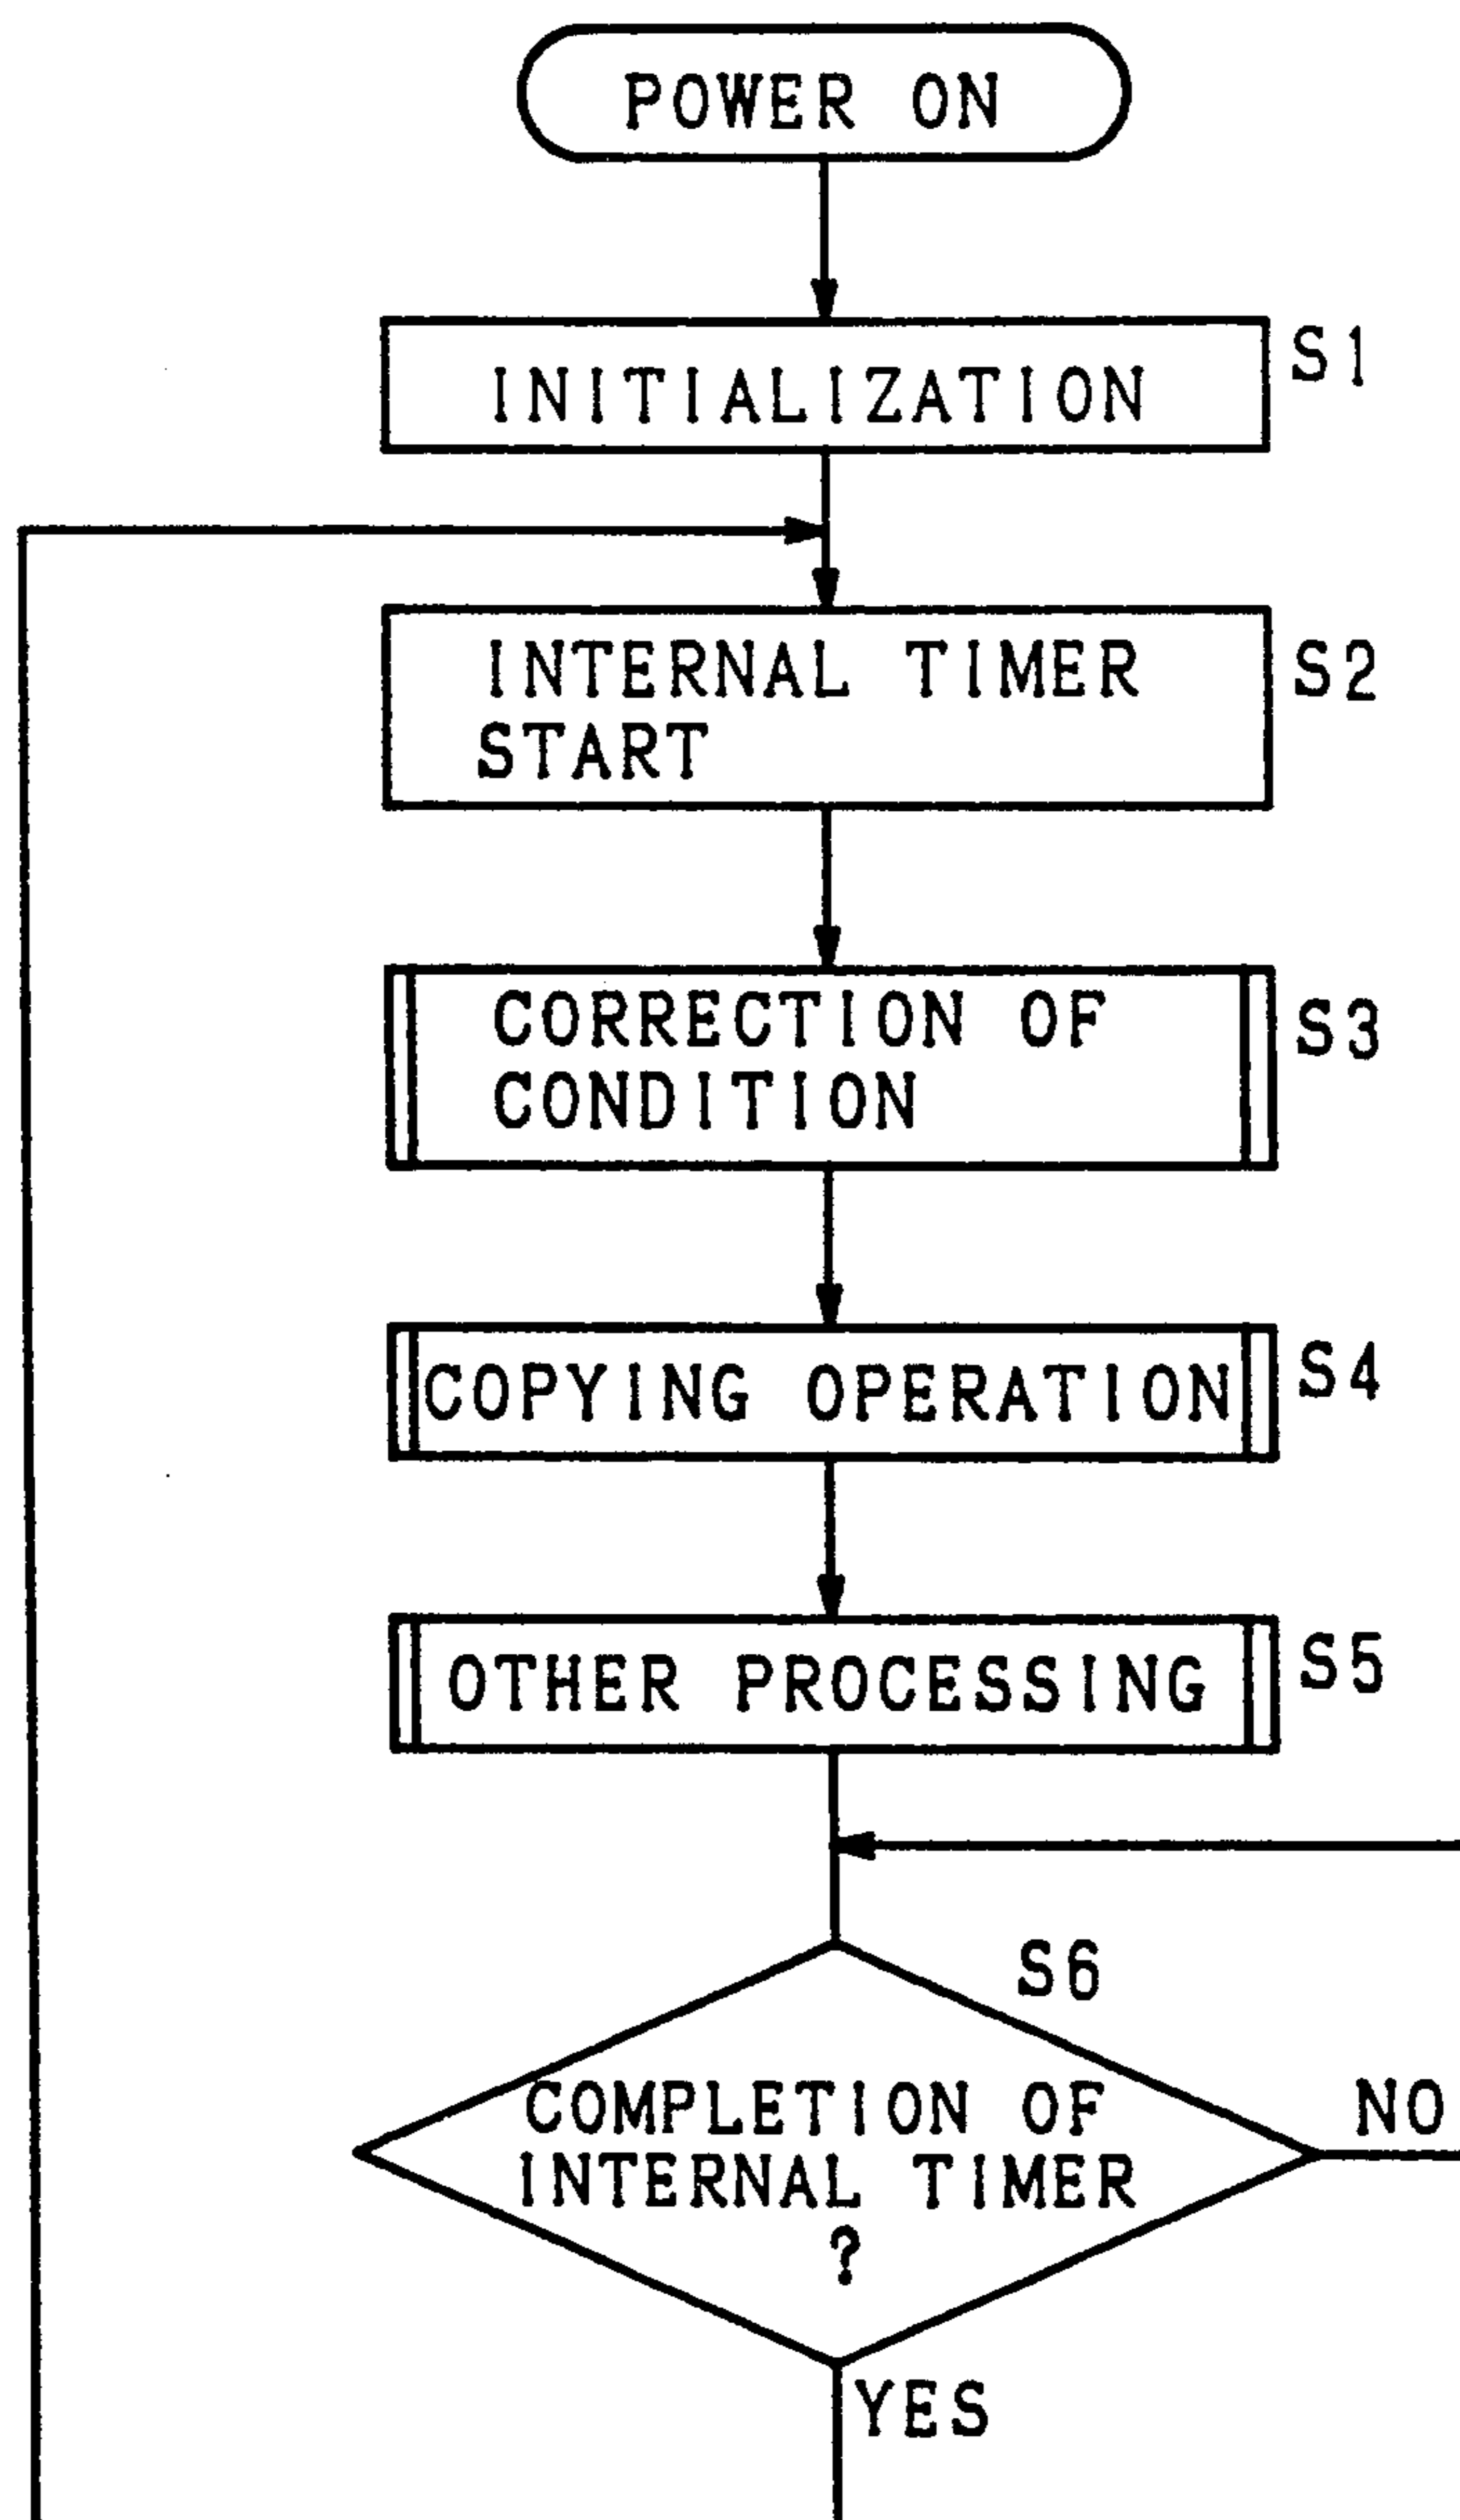 POWER ON
INITIALIZATION
S1
INTERNAL TIMER
START
S2
CORRECTION OF
CONDITION
S3
COPYING OPERATION
S4
OTHER PROCESSING
S5
S6
COMPLETION OF
INTERNAL TIMER
?
NO
YES